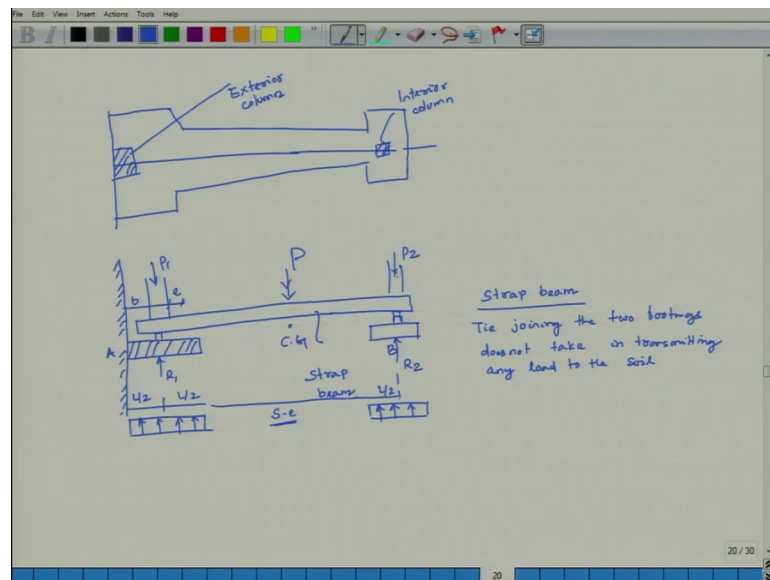 File Edit View Insert Actions Tools Help
B I
Exterior
column
Interior
column
P1
P
P2
b
e
A
C.G
B
R1
R2
Strap
beam
L/2 L/2
L/2
S-e
Strap beam
Tie joining the two footings
doesnot take in transmitting
any load to the soil
20 / 30
20